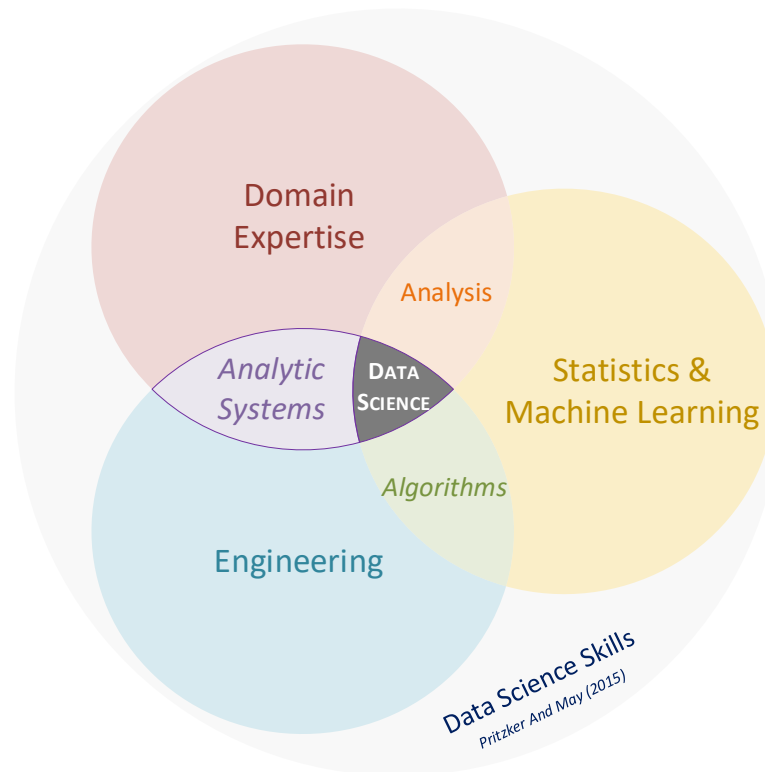 Domain
Expertise
Analysis
Analytic
Systems
DATA
SCIENCE
Statistics &
Machine Learning
Algorithms
Engineering
Data Science Skills
Pritzker And May (2015)